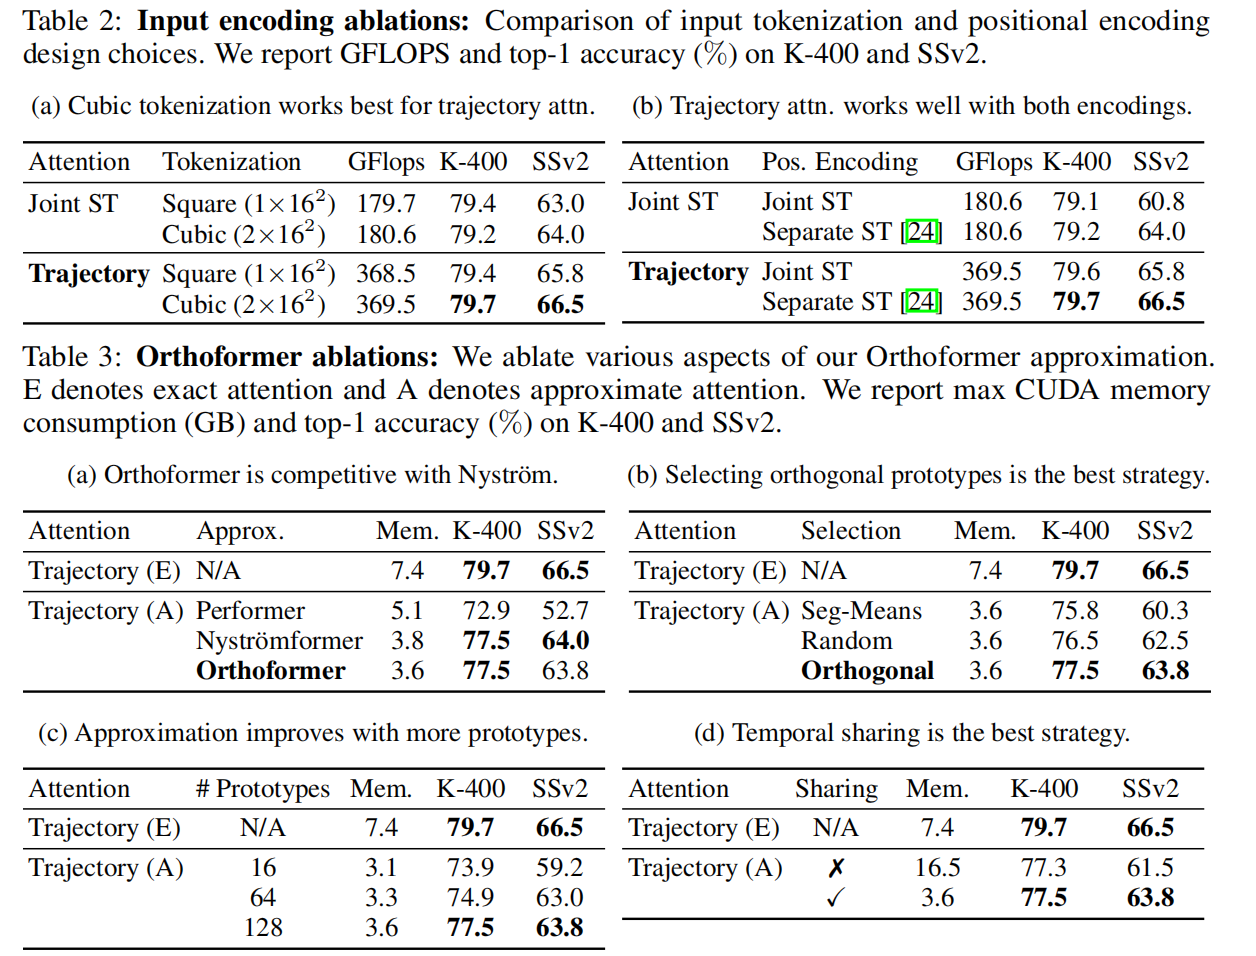 Table 2: Input encoding ablations: Comparison of input tokenization and positional encoding
design choices. We report GFLOPS and top-1 accuracy (%) on K-400 and SSv2.
(a) Cubic tokenization works best for trajectory attn.
Attention Tokenization GFlops K-400 SSv2
Joint ST Square (1×16²) 179.7 79.4 63.0
Cubic (2×16²) 180.6 79.2 64.0
Trajectory Square (1×16²) 368.5 79.4 65.8
Cubic (2×16²) 369.5 79.7 66.5
(b) Trajectory attn. works well with both encodings.
Attention Pos. Encoding GFlops K-400 SSv2
Joint ST Joint ST 180.6 79.1 60.8
Separate ST [24] 180.6 79.2 64.0
Trajectory Joint ST 369.5 79.6 65.8
Separate ST [24] 369.5 79.7 66.5
Table 3: Orthoformer ablations: We ablate various aspects of our Orthoformer approximation.
E denotes exact attention and A denotes approximate attention. We report max CUDA memory
consumption (GB) and top-1 accuracy (%) on K-400 and SSv2.
(a) Orthoformer is competitive with Nyström.
Attention Approx. Mem. K-400 SSv2
Trajectory (E) N/A 7.4 79.7 66.5
Trajectory (A) Performer 5.1 72.9 52.7
Nyströmformer 3.8 77.5 64.0
Orthoformer 3.6 77.5 63.8
(b) Selecting orthogonal prototypes is the best strategy.
Attention Selection Mem. K-400 SSv2
Trajectory (E) N/A 7.4 79.7 66.5
Trajectory (A) Seg-Means 3.6 75.8 60.3
Random 3.6 76.5 62.5
Orthogonal 3.6 77.5 63.8
(c) Approximation improves with more prototypes.
Attention # Prototypes Mem. K-400 SSv2
Trajectory (E) N/A 7.4 79.7 66.5
Trajectory (A) 16 3.1 73.9 59.2
64 3.3 74.9 63.0
128 3.6 77.5 63.8
(d) Temporal sharing is the best strategy.
Attention Sharing Mem. K-400 SSv2
Trajectory (E) N/A 7.4 79.7 66.5
Trajectory (A) ✗ 16.5 77.3 61.5
✓ 3.6 77.5 63.8